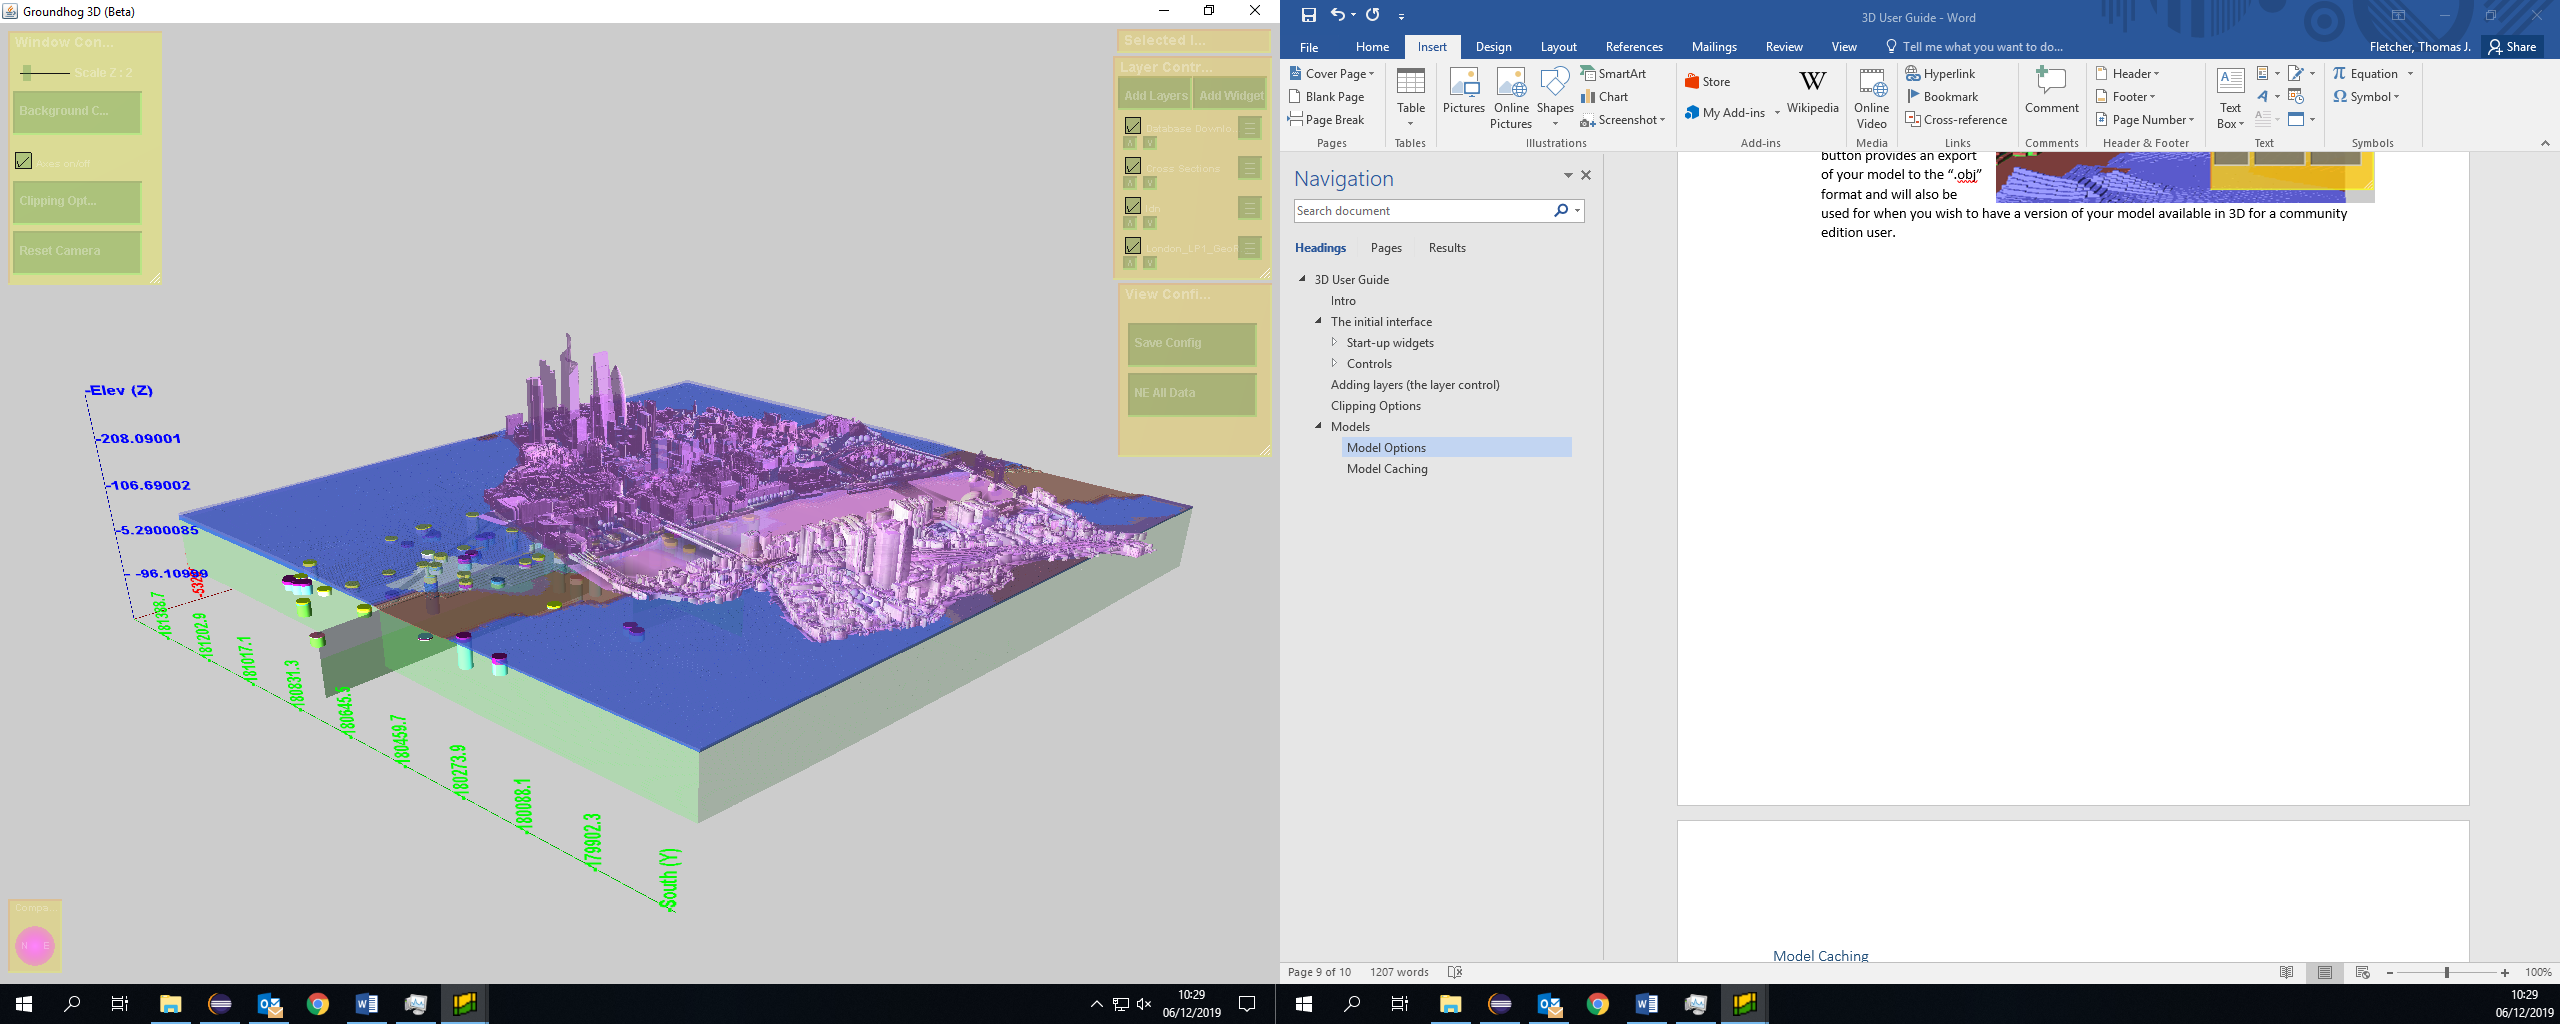 Groundhog 3D (Beta)
Window Con...
Scale Z : 2
Background C...
Axes on/off
Clipping Opt...
Reset Camera
Selected I...
Layer Contr...
Add Layers
Add Widget
Database Downlo...
Cross Sections
London_LP1_Geo
View Confi...
Save Config
NE All Data
-Elev (Z)
-208.09001
-106.69002
-5.2900085
- -96.10999
181388.7
181202.9
181017.1
180831.3
180645.5
180459.7
180273.9
180088.1
179902.3
South (Y)
Compa
N E
10:29
06/12/2019
3D User Guide - Word
File
Home
Insert
Design
Layout
References
Mailings
Review
View
Tell me what you want to do...
Fletcher, Thomas J.
Share
Cover Page
Blank Page
Page Break
Pages
Table
Tables
Pictures
Online Pictures
Shapes
SmartArt
Chart
Screenshot
Illustrations
Store
My Add-ins
W
Wikipedia
Add-ins
Online Video
Media
Hyperlink
Bookmark
Cross-reference
Links
Comment
Comments
Header
Footer
Page Number
Header & Footer
Text Box
Text
π Equation
Ω Symbol
Symbols
Navigation
Search document
Headings
Pages
Results
3D User Guide
Intro
The initial interface
Start-up widgets
Controls
Adding layers (the layer control)
Clipping Options
Models
Model Options
Model Caching
button provides an export
of your model to the “.obj”
format and will also be
used for when you wish to have a version of your model available in 3D for a community
edition user.
Model Caching
Page 9 of 10
1207 words
100%
10:29
06/12/2019